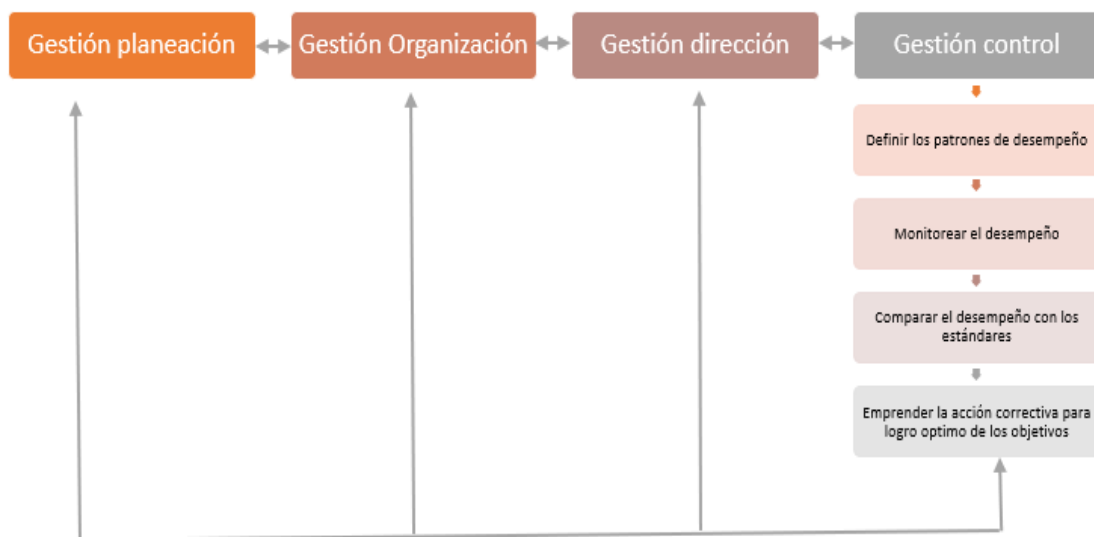 Gestión planeación
Gestión Organización
Gestión dirección
Gestión control
Definir los patrones de desempeño
Monitorear el desempeño
Comparar el desempeño con los
estándares
Emprender la acción correctiva para
logro optimo de los objetivos